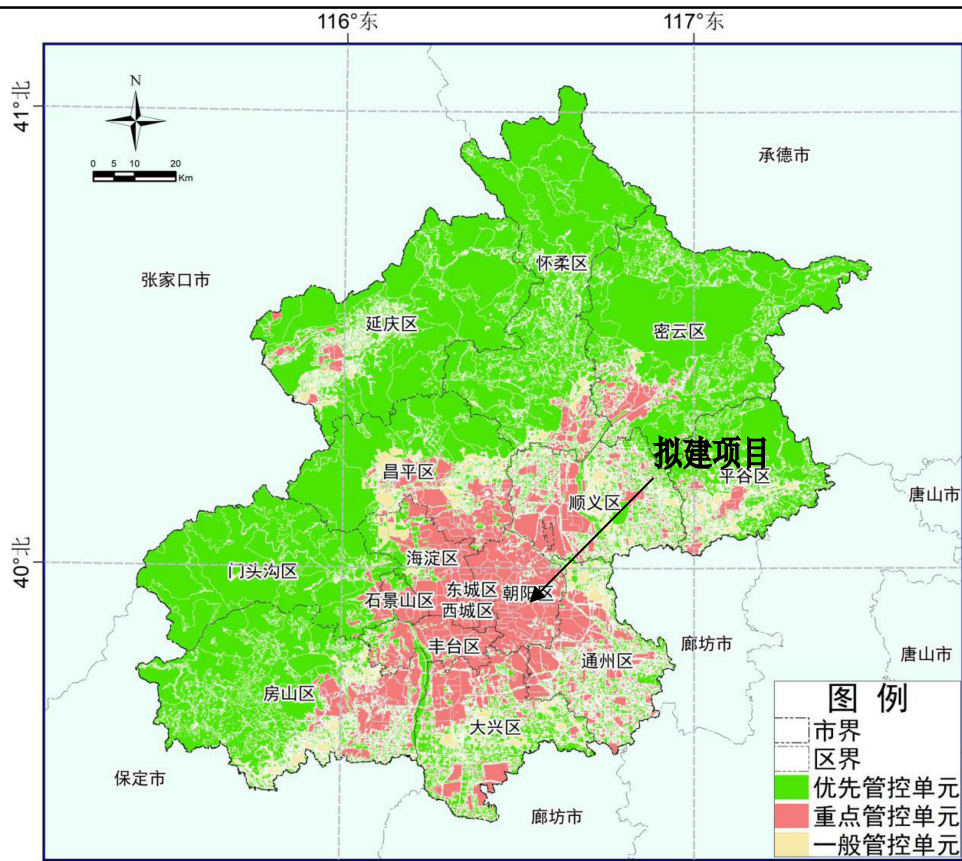 116°东
117°东
41°北
N
0 5 10 20
Km
承德市
怀柔区
张家口市
延庆区
密云区
拟建项目
昌平区
平谷区
顺义区
唐山市
40°北
海淀区
门头沟区
东城区
朝阳区
石景山区
西城区
丰台区
廊坊市
通州区
唐山市
房山区
大兴区
图 例
市界
区界
保定市
优先管控单元
廊坊市
重点管控单元
一般管控单元